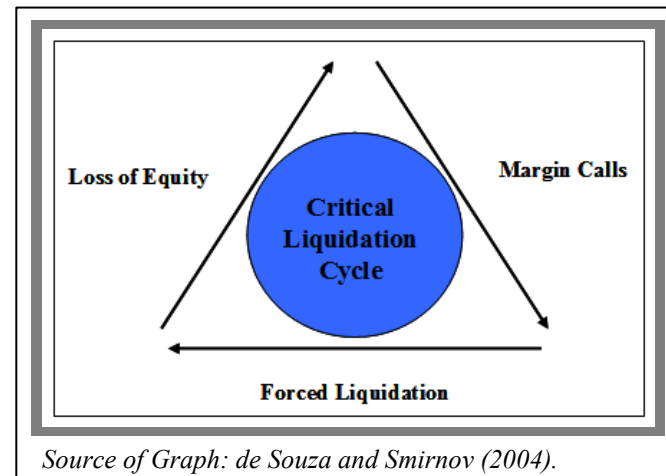 Loss of Equity
Margin Calls
Critical
Liquidation
Cycle
Forced Liquidation
Source of Graph: de Souza and Smirnov (2004).